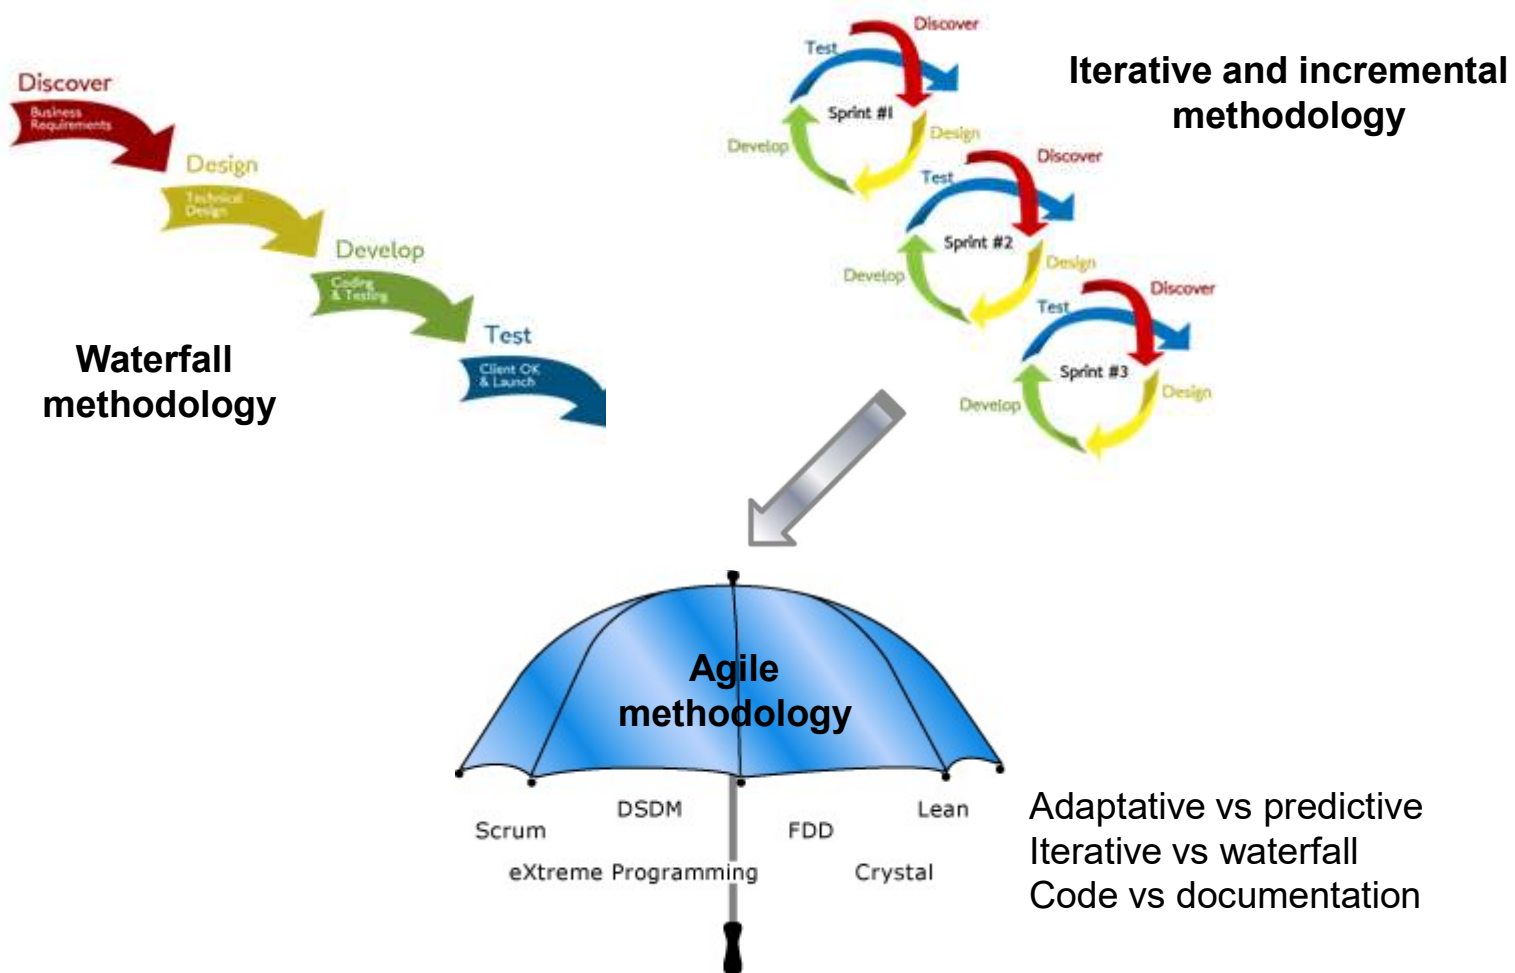 Discover
Business
Requirements
Design
Technical
Design
Develop
Coding
& Testing
Test
Client OK
& Launch
Waterfall
methodology
Discover
Test
Sprint #1
Design
Develop
Discover
Test
Sprint #2
Design
Develop
Discover
Test
Sprint #3
Design
Develop
Iterative and incremental
methodology
Agile
methodology
Scrum
DSDM
FDD
Lean
eXtreme Programming
Crystal
Adaptative vs predictive
Iterative vs waterfall
Code vs documentation